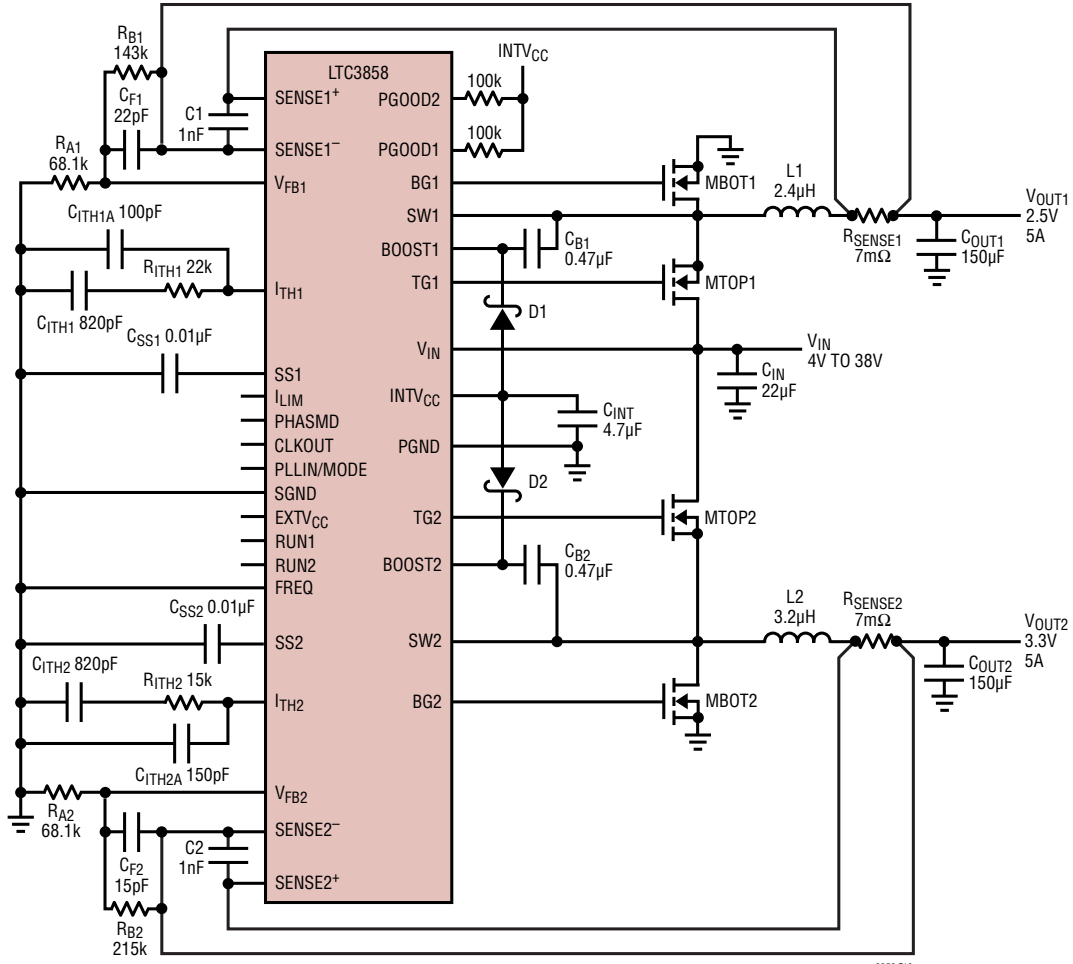 RB1
143k
CF1
22pF
RA1
68.1k
C1
1nF
CITH1A 100pF
RITH1 22k
CITH1 820pF
CSS1 0.01µF
CSS2 0.01µF
CITH2 820pF
RITH2 15k
CITH2A 150pF
RA2
68.1k
CF2
15pF
RB2
215k
C2
1nF
LTC3858
SENSE1+
SENSE1–
VFB1
ITH1
SS1
ILIM
PHASMD
CLKOUT
PLLIN/MODE
SGND
EXTVCC
RUN1
RUN2
FREQ
SS2
ITH2
VFB2
SENSE2–
SENSE2+
PGOOD2
PGOOD1
BG1
SW1
BOOST1
TG1
VIN
INTVCC
PGND
TG2
BOOST2
SW2
BG2
INTVCC
100k
100k
MBOT1
L1
2.4µH
CB1
0.47µF
RSENSE1
7mΩ
COUT1
150µF
VOUT1
2.5V
5A
MTOP1
D1
VIN
4V TO 38V
CIN
22µF
CINT
4.7µF
D2
MTOP2
CB2
0.47µF
L2
3.2µH
RSENSE2
7mΩ
VOUT2
3.3V
5A
COUT2
150µF
MBOT2